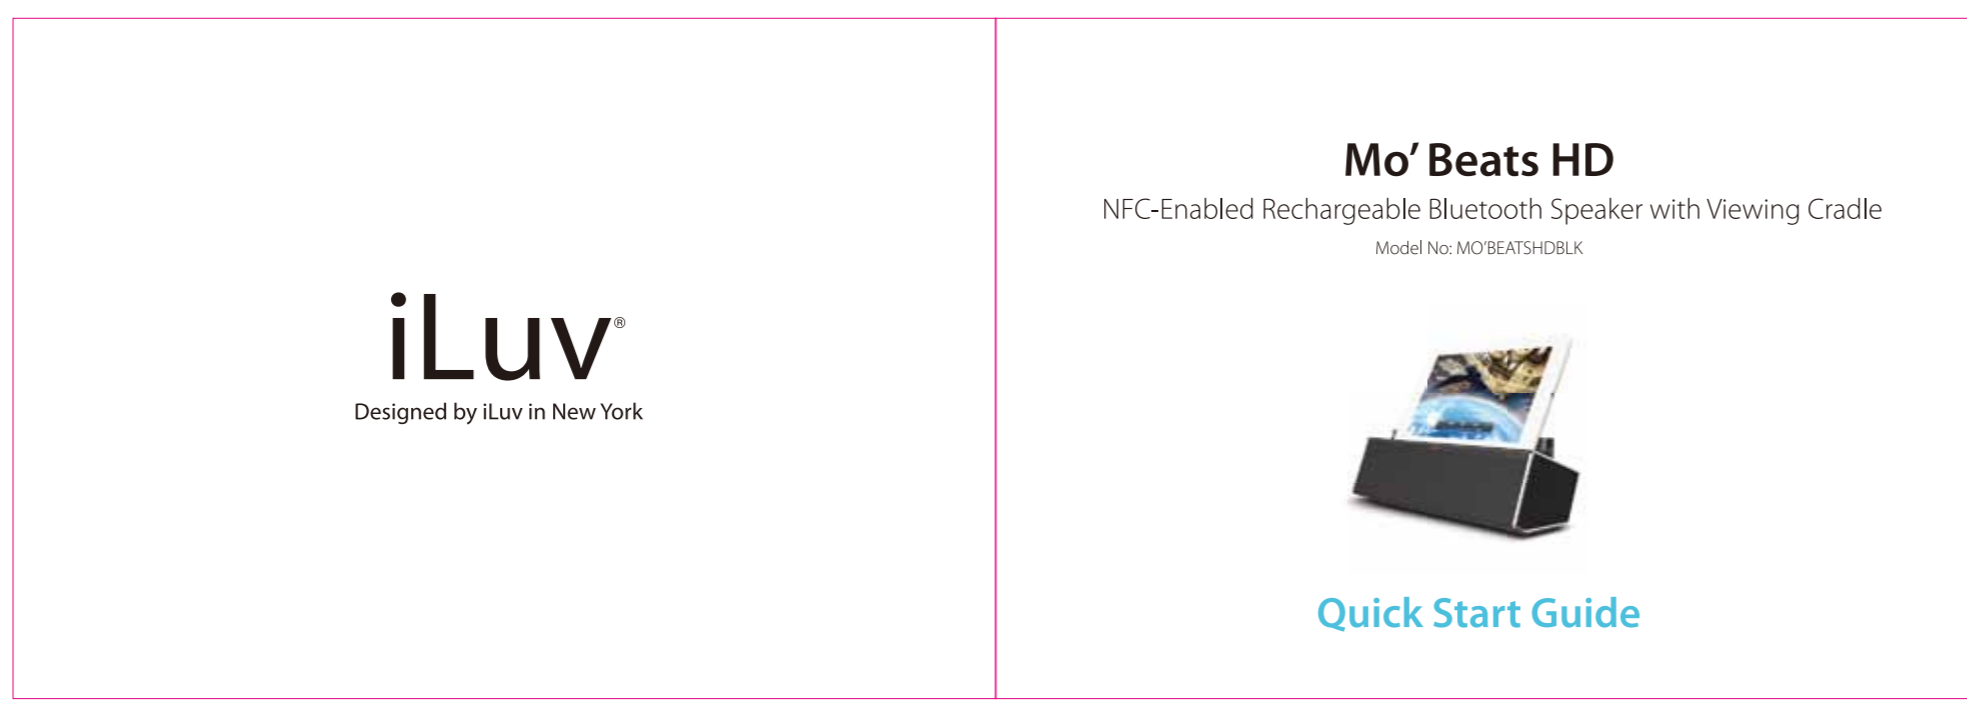 iLuv®
Designed by iLuv in New York
Mo’ Beats HD
NFC-Enabled Rechargeable Bluetooth Speaker with Viewing Cradle
Model No: MO’BEATSHDBLK
Quick Start Guide